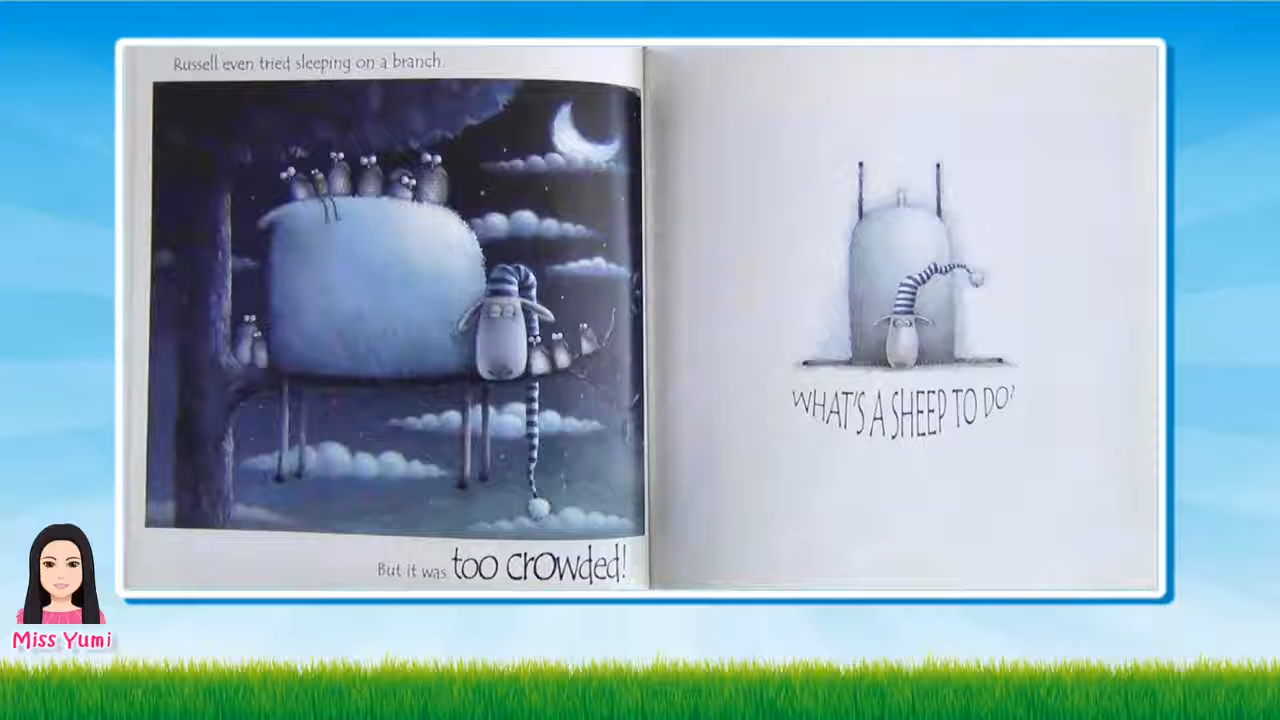 Russell even tried sleeping on a branch.
But it was too crowded!
WHAT'S A SHEEP TO DO?
Miss Yumi